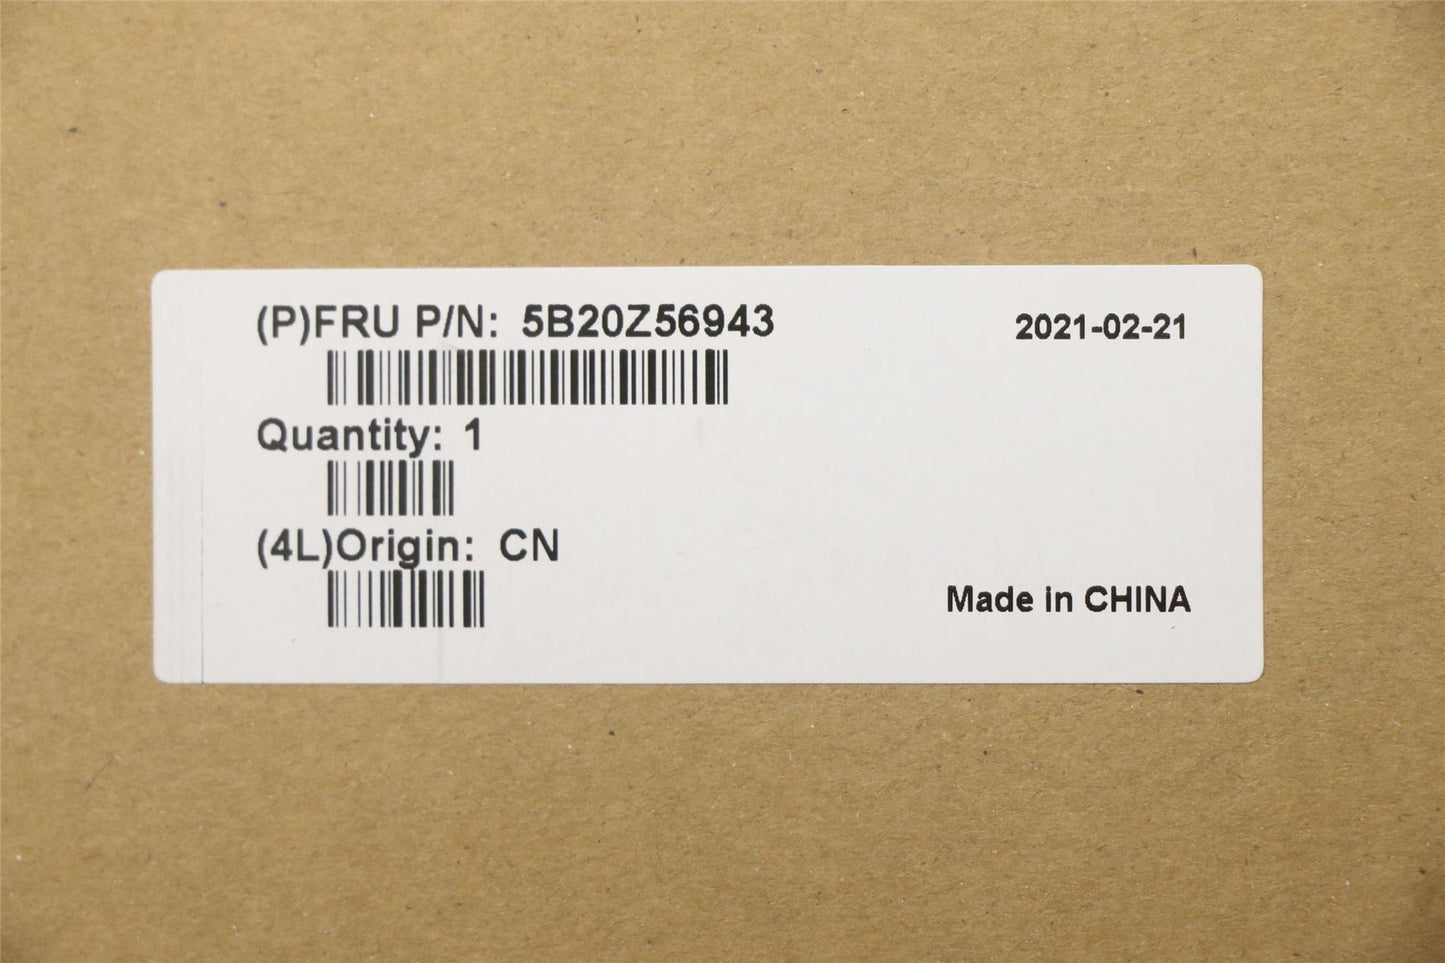 (P)FRU P/N: 5B20Z56943
2021-02-21
Quantity: 1
(4L)Origin: CN
Made in CHINA